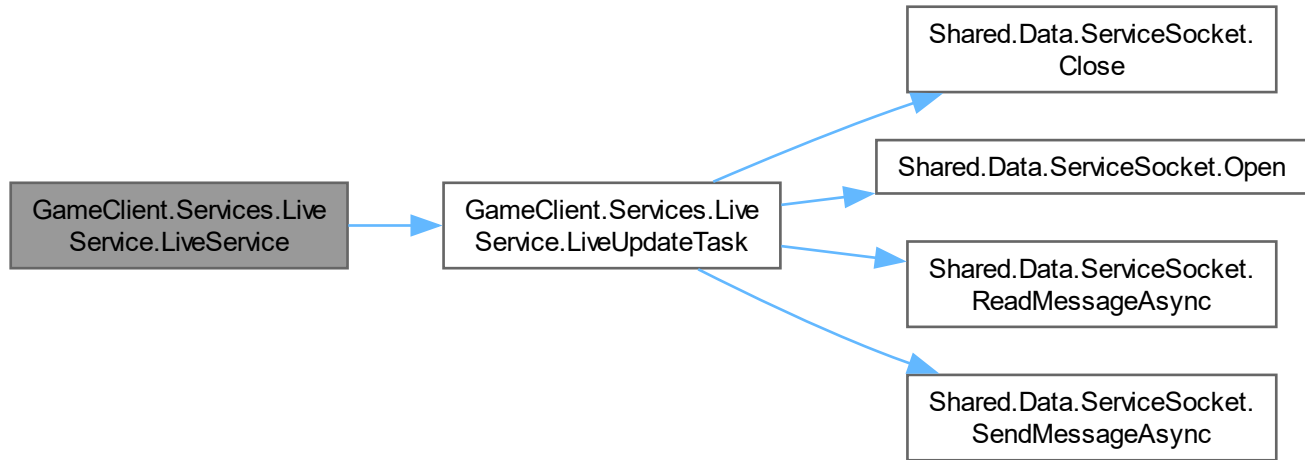 GameClient.Services.Live
Service.LiveService
GameClient.Services.Live
Service.LiveUpdateTask
Shared.Data.ServiceSocket.
Close
Shared.Data.ServiceSocket.Open
Shared.Data.ServiceSocket.
ReadMessageAsync
Shared.Data.ServiceSocket.
SendMessageAsync